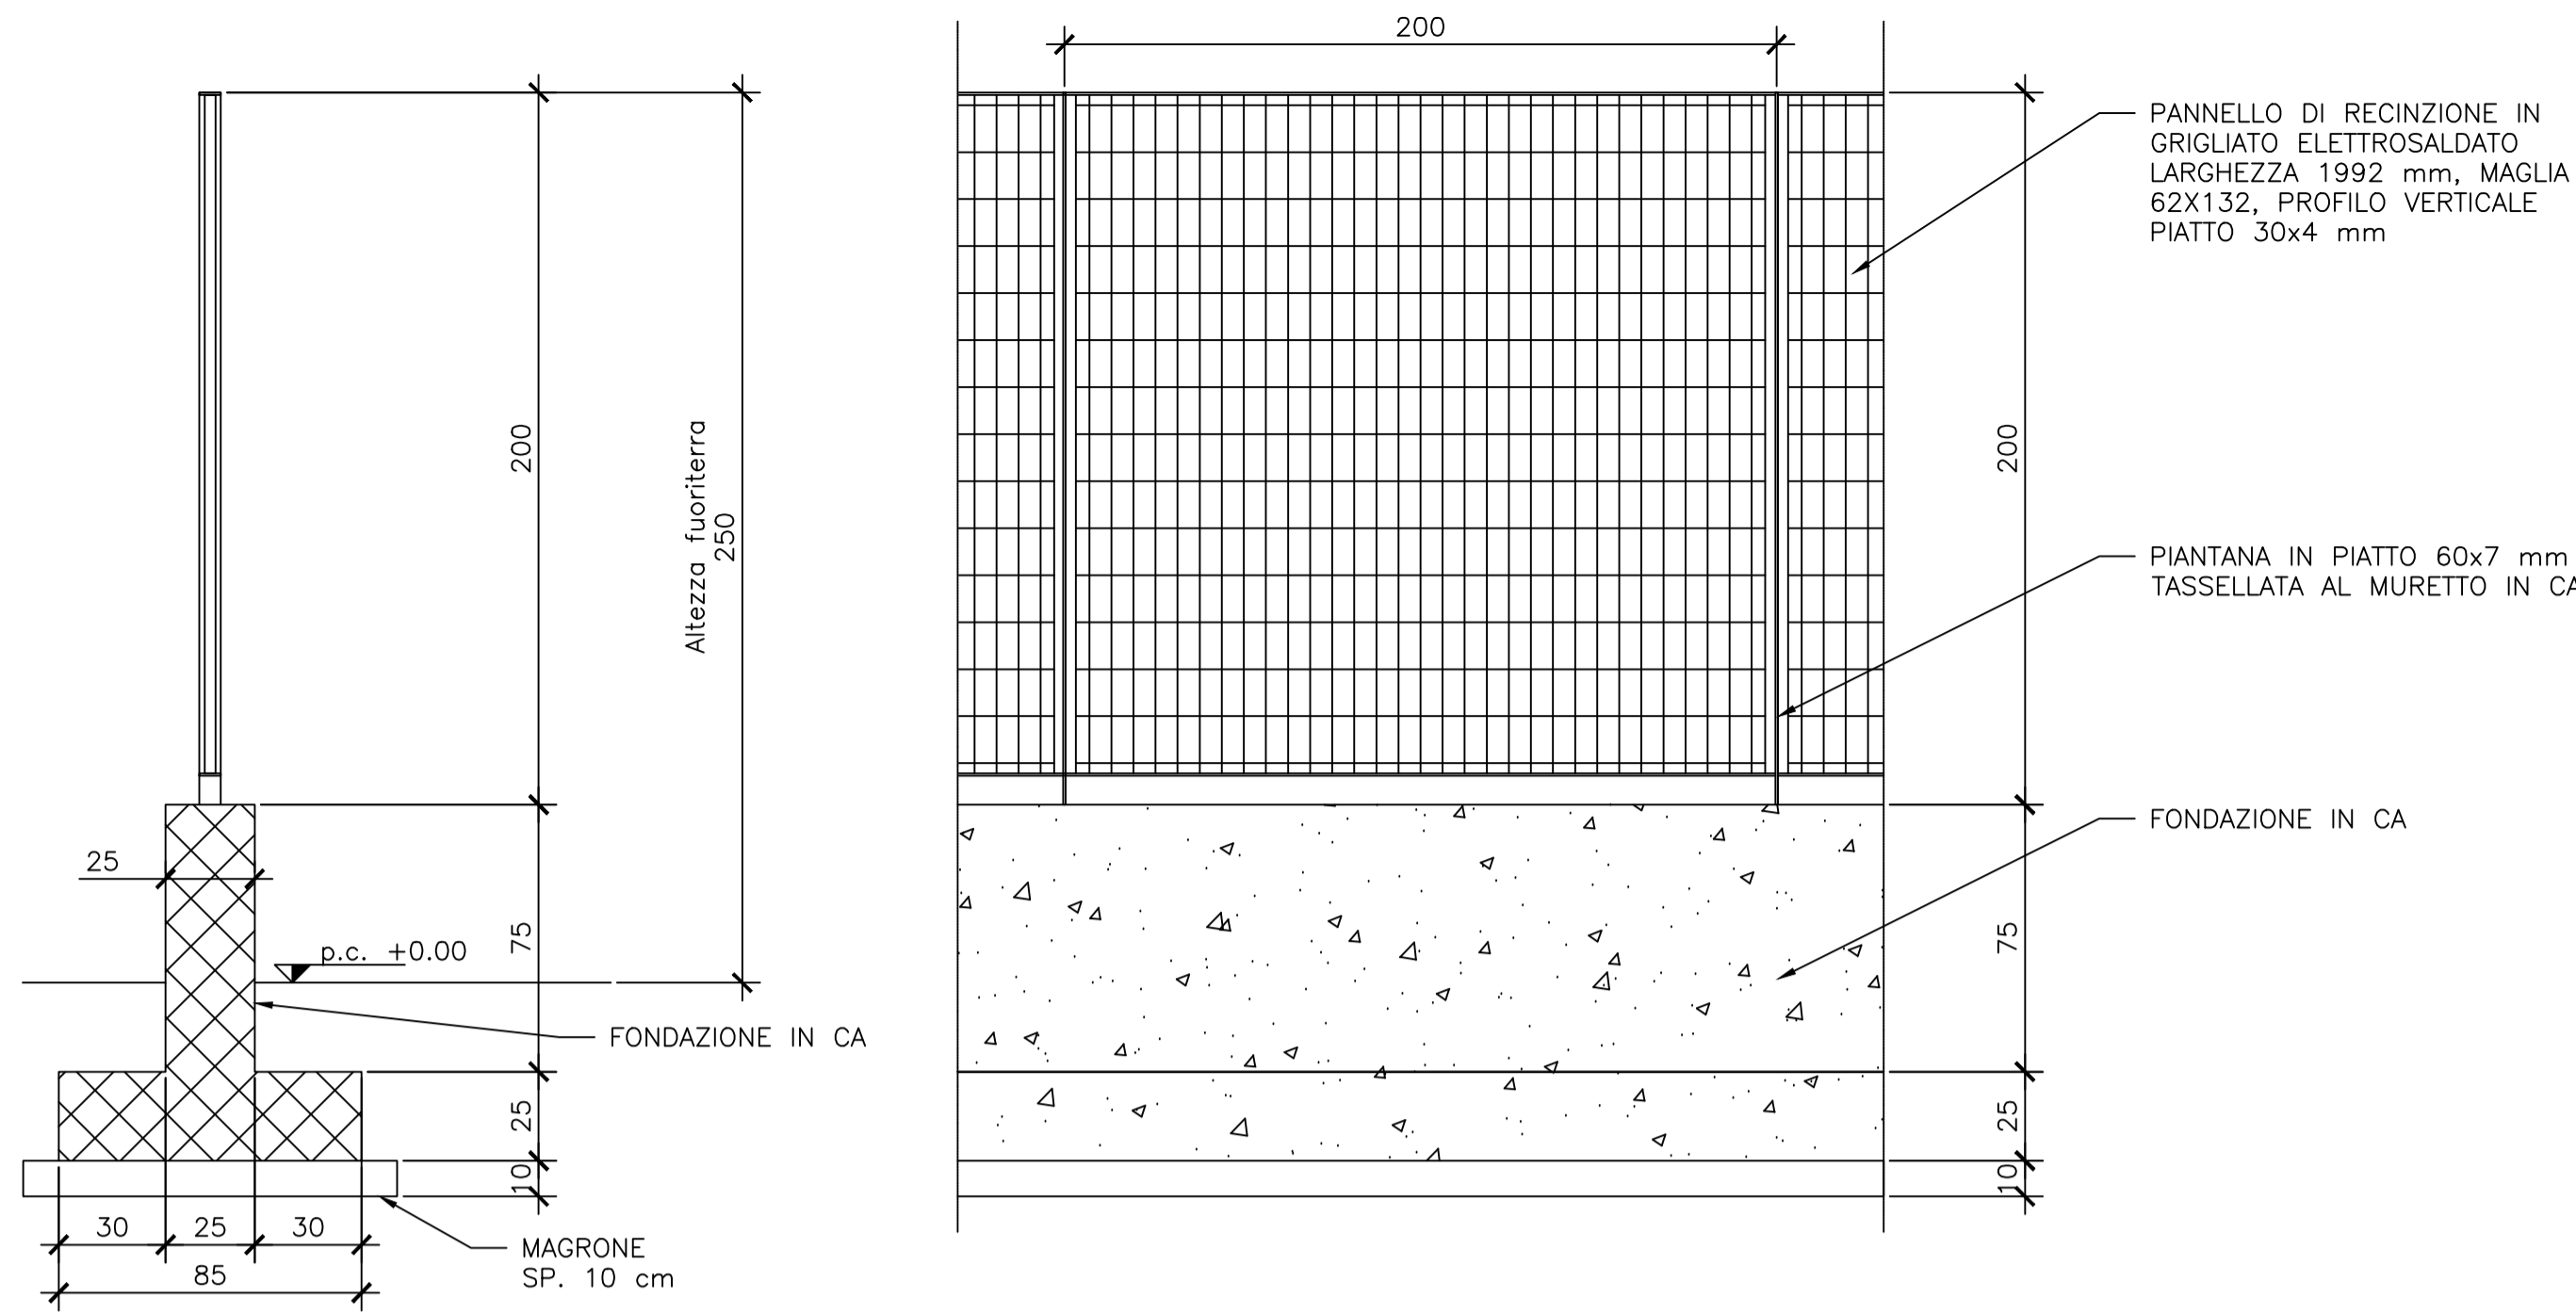 200
Altezza fuoriterra
250
25
75
p.c. +0.00
FONDAZIONE IN CA
25
10
30
25
30
85
MAGRONE
SP. 10 cm
200
200
75
25
10
PANNELLO DI RECINZIONE IN
GRIGLIATO ELETTROSALDATO
LARGHEZZA 1992 mm, MAGLIA
62X132, PROFILO VERTICALE
PIATTO 30x4 mm
PIANTANA IN PIATTO 60x7 mm
TASSELLATA AL MURETTO IN CA
FONDAZIONE IN CA